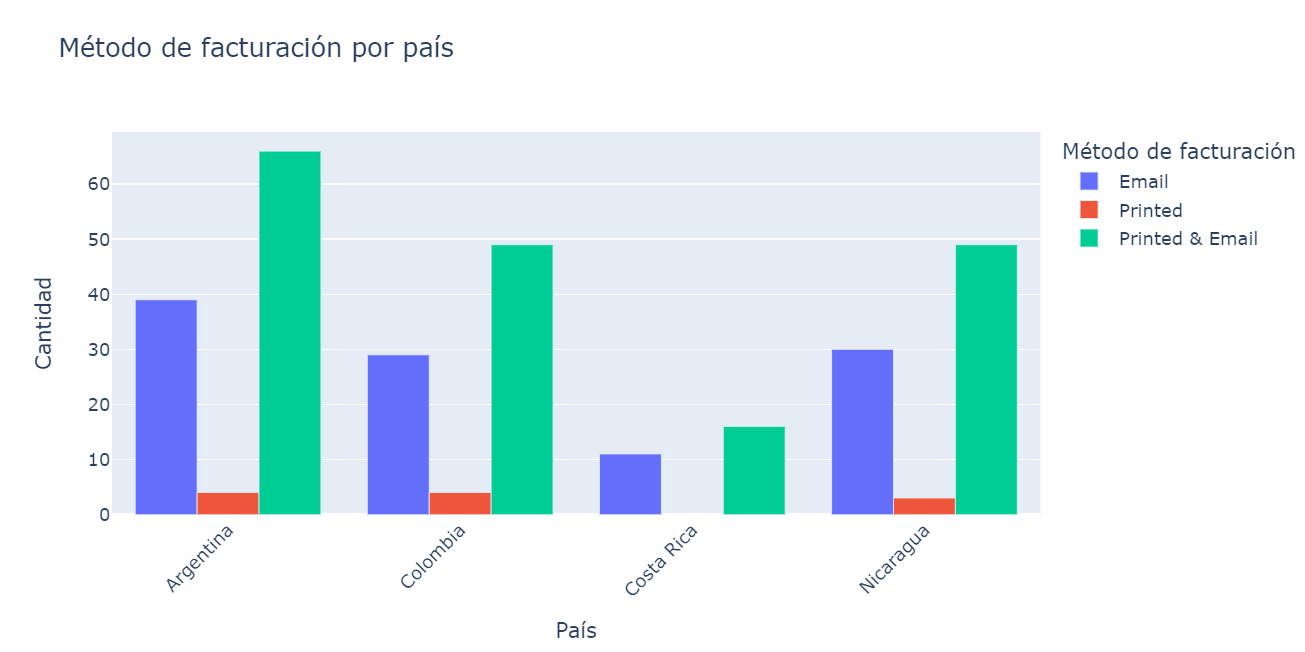 Método de facturación por país
Método de facturación
Email
Printed
Printed & Email
Cantidad
60
50
40
30
20
10
0
Argentina
Colombia
Costa Rica
Nicaragua
País